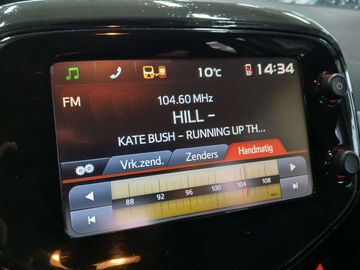 10°C
14:34
FM
104.60 MHz
HILL -
KATE BUSH - RUNNING UP TH...
Vrk.zend. Zenders Handmatig
88 92 96 100 104 108